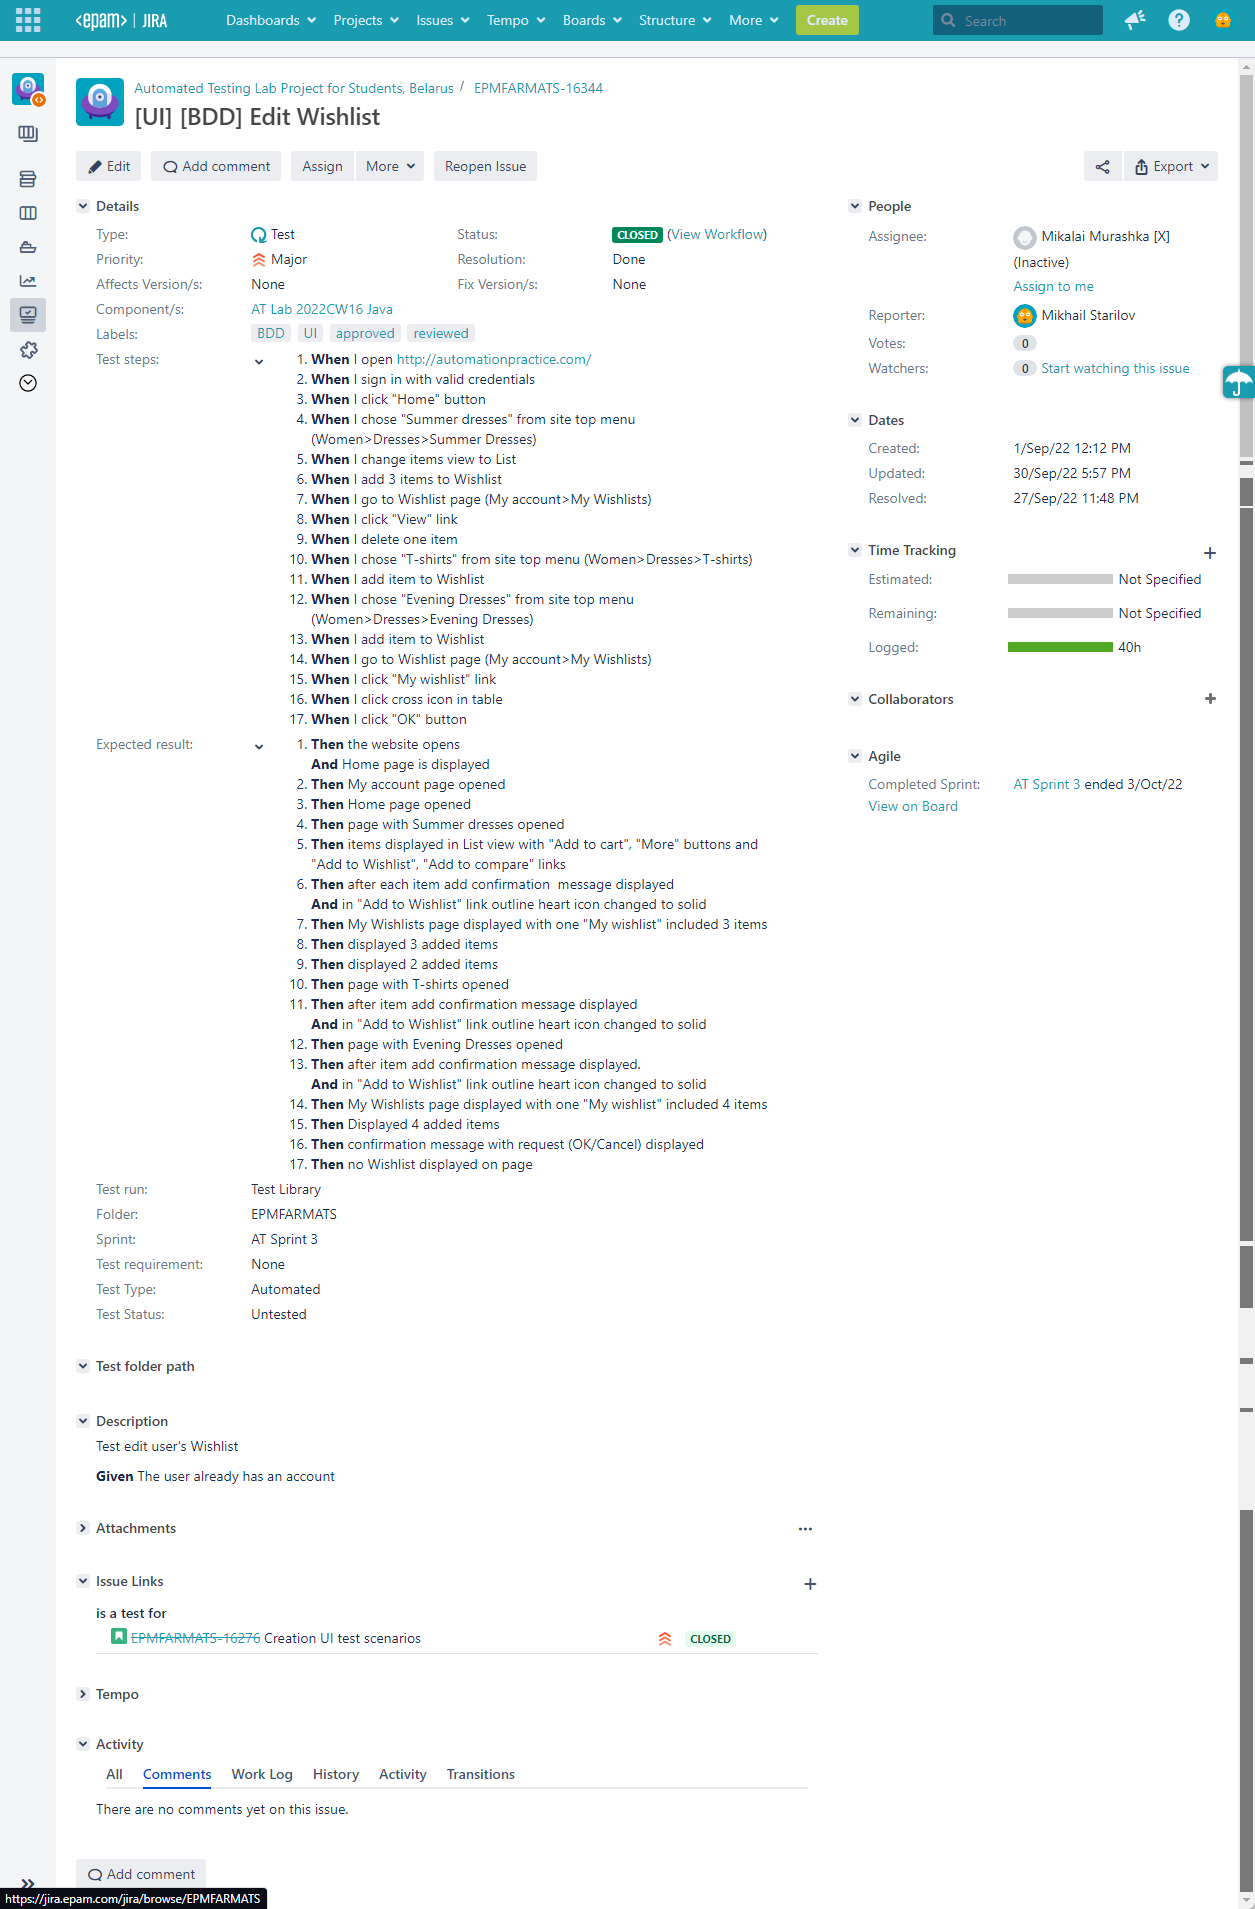 <epam> | JIRA Dashboards Projects Issues Tempo Boards Structure More Create Search
Automated Testing Lab Project for Students, Belarus / EPMFARMATS-16344
[UI] [BDD] Edit Wishlist
Edit Add comment Assign More Reopen Issue Export
Details
Type: Test Status: CLOSED (View Workflow)
Priority: Major Resolution: Done
Affects Version/s: None Fix Version/s: None
Component/s: AT Lab 2022CW16 Java
Labels: BDD UI approved reviewed
Test steps:
1. When I open http://automationpractice.com/
2. When I sign in with valid credentials
3. When I click "Home" button
4. When I chose "Summer dresses" from site top menu
(Women>Dresses>Summer Dresses)
5. When I change items view to List
6. When I add 3 items to Wishlist
7. When I go to Wishlist page (My account>My Wishlists)
8. When I click "View" link
9. When I delete one item
10. When I chose "T-shirts" from site top menu (Women>Dresses>T-shirts)
11. When I add item to Wishlist
12. When I chose "Evening Dresses" from site top menu
(Women>Dresses>Evening Dresses)
13. When I add item to Wishlist
14. When I go to Wishlist page (My account>My Wishlists)
15. When I click "My wishlist" link
16. When I click cross icon in table
17. When I click "OK" button
Expected result:
1. Then the website opens
And Home page is displayed
2. Then My account page opened
3. Then Home page opened
4. Then page with Summer dresses opened
5. Then items displayed in List view with "Add to cart", "More" buttons and
"Add to Wishlist", "Add to compare" links
6. Then after each item add confirmation  message displayed
And in "Add to Wishlist" link outline heart icon changed to solid
7. Then My Wishlists page displayed with one "My wishlist" included 3 items
8. Then displayed 3 added items
9. Then displayed 2 added items
10. Then page with T-shirts opened
11. Then after item add confirmation message displayed
And in "Add to Wishlist" link outline heart icon changed to solid
12. Then page with Evening Dresses opened
13. Then after item add confirmation message displayed.
And in "Add to Wishlist" link outline heart icon changed to solid
14. Then My Wishlists page displayed with one "My wishlist" included 4 items
15. Then Displayed 4 added items
16. Then confirmation message with request (OK/Cancel) displayed
17. Then no Wishlist displayed on page
Test run: Test Library
Folder: EPMFARMATS
Sprint: AT Sprint 3
Test requirement: None
Test Type: Automated
Test Status: Untested
Test folder path
Description
Test edit user's Wishlist
Given The user already has an account
Attachments
Issue Links
is a test for
EPMFARMATS-16276 Creation UI test scenarios CLOSED
Tempo
Activity
All Comments Work Log History Activity Transitions
There are no comments yet on this issue.
Add comment
https://jira.epam.com/jira/browse/EPMFARMATS
People
Assignee: Mikalai Murashka [X]
(Inactive)
Assign to me
Reporter: Mikhail Starilov
Votes: 0
Watchers: 0 Start watching this issue
Dates
Created: 1/Sep/22 12:12 PM
Updated: 30/Sep/22 5:57 PM
Resolved: 27/Sep/22 11:48 PM
Time Tracking
Estimated: Not Specified
Remaining: Not Specified
Logged: 40h
Collaborators
Agile
Completed Sprint: AT Sprint 3 ended 3/Oct/22
View on Board